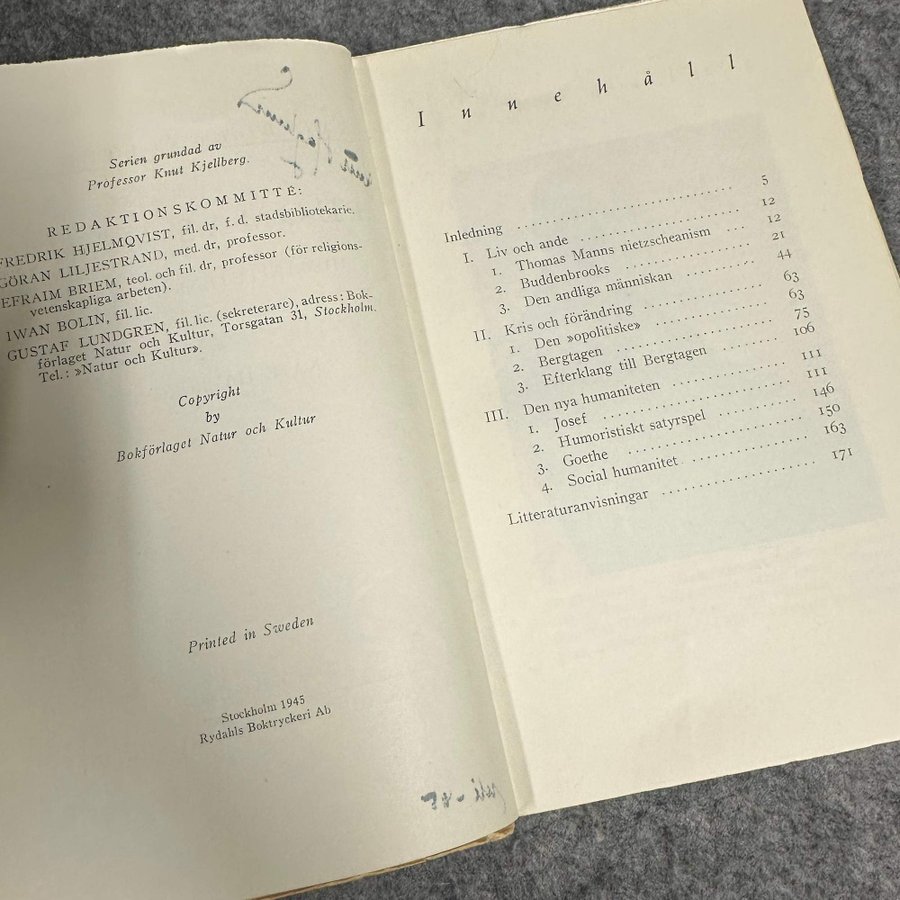 Serien grundad av
Professor Knut Kjellberg.
REDAKTIONSKOMMITTÉ:
FREDRIK HJELMQVIST, fil. dr, f. d. stadsbibliotekarie.
GÖRAN LILJESTRAND, med. dr, professor.
EFRAIM BRIEM, teol. och fil. dr, professor (för religions-
vetenskapliga arbeten).
IWAN BOLIN, fil. lic.
GUSTAF LUNDGREN, fil. lic. (sekreterare), adress: Bok-
förlaget Natur och Kultur, Torsgatan 31, Stockholm.
Tel.: »Natur och Kultur».
Copyright
by
Bokförlaget Natur och Kultur
Printed in Sweden
Stockholm 1945
Rydahls Boktryckeri Ab
juli -45
Innehåll
Inledning 5
I. Liv och ande 12
1. Thomas Manns nietzscheanism 12
2. Buddenbrooks 21
3. Den andliga människan 44
II. Kris och förändring 63
1. Den »opolitiske» 63
2. Bergtagen 75
3. Efterklang till Bergtagen 106
III. Den nya humaniteten 111
1. Josef 111
2. Humoristiskt satyrspel 146
3. Goethe 150
4. Social humanitet 163
Litteraturanvisningar 171